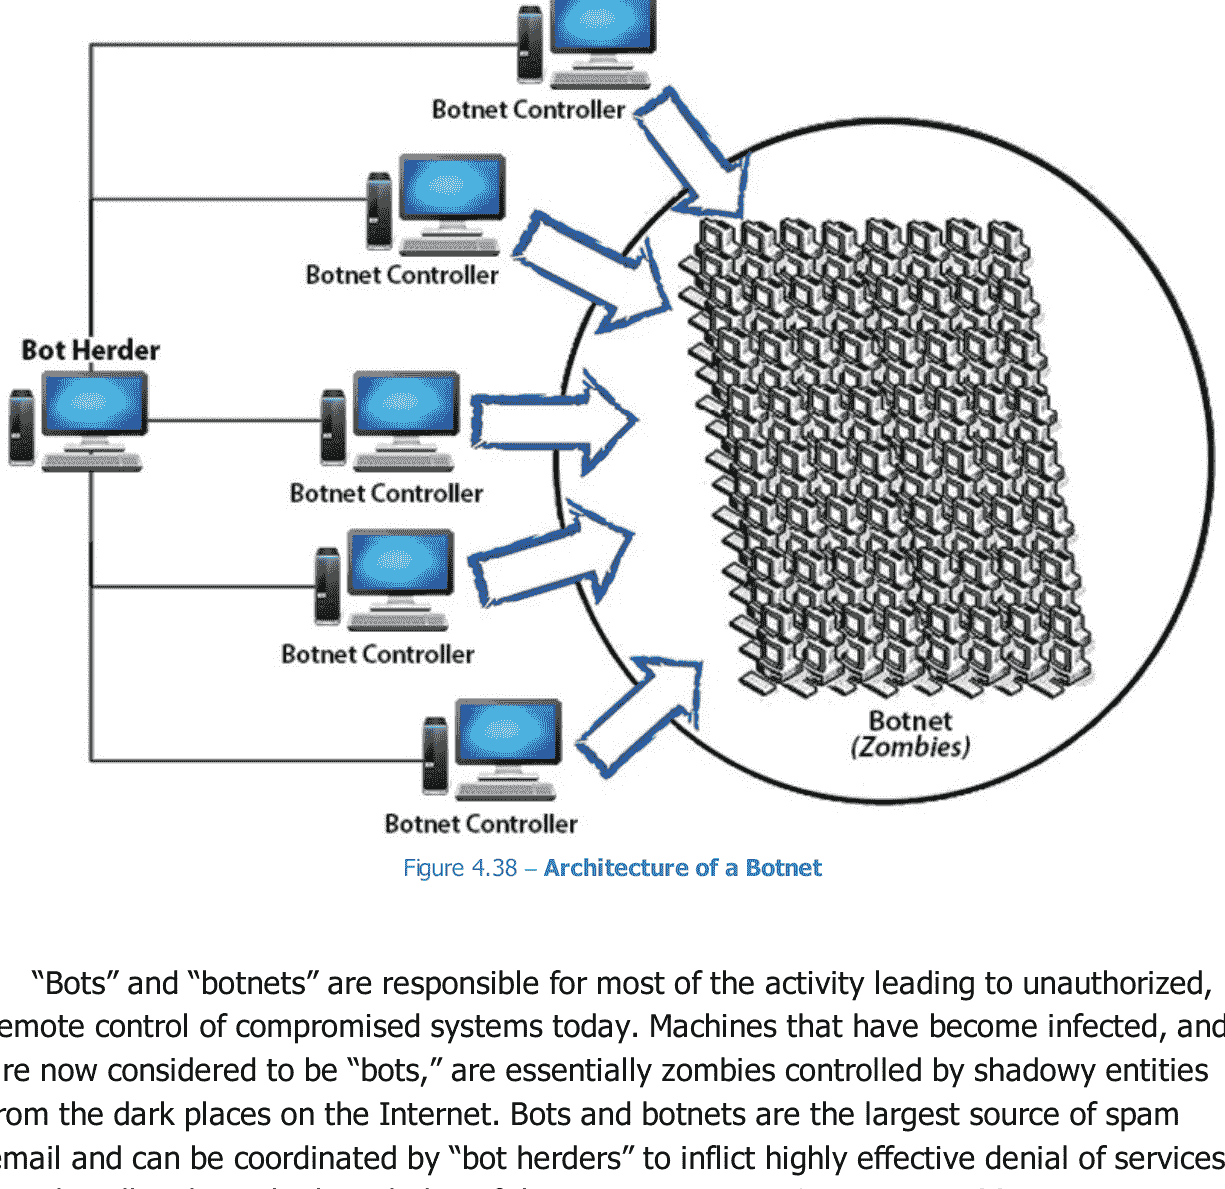 Botnet Controller
Botnet Controller
Bot Herder
Botnet Controller
Botnet Controller
Botnet
(Zombies)
Botnet Controller
Figure 4.38 – Architecture of a Botnet
“Bots” and “botnets” are responsible for most of the activity leading to unauthorized,
emote control of compromised systems today. Machines that have become infected, and
re now considered to be “bots,” are essentially zombies controlled by shadowy entities
rom the dark places on the Internet. Bots and botnets are the largest source of spam
email and can be coordinated by “bot herders” to inflict highly effective denial of services